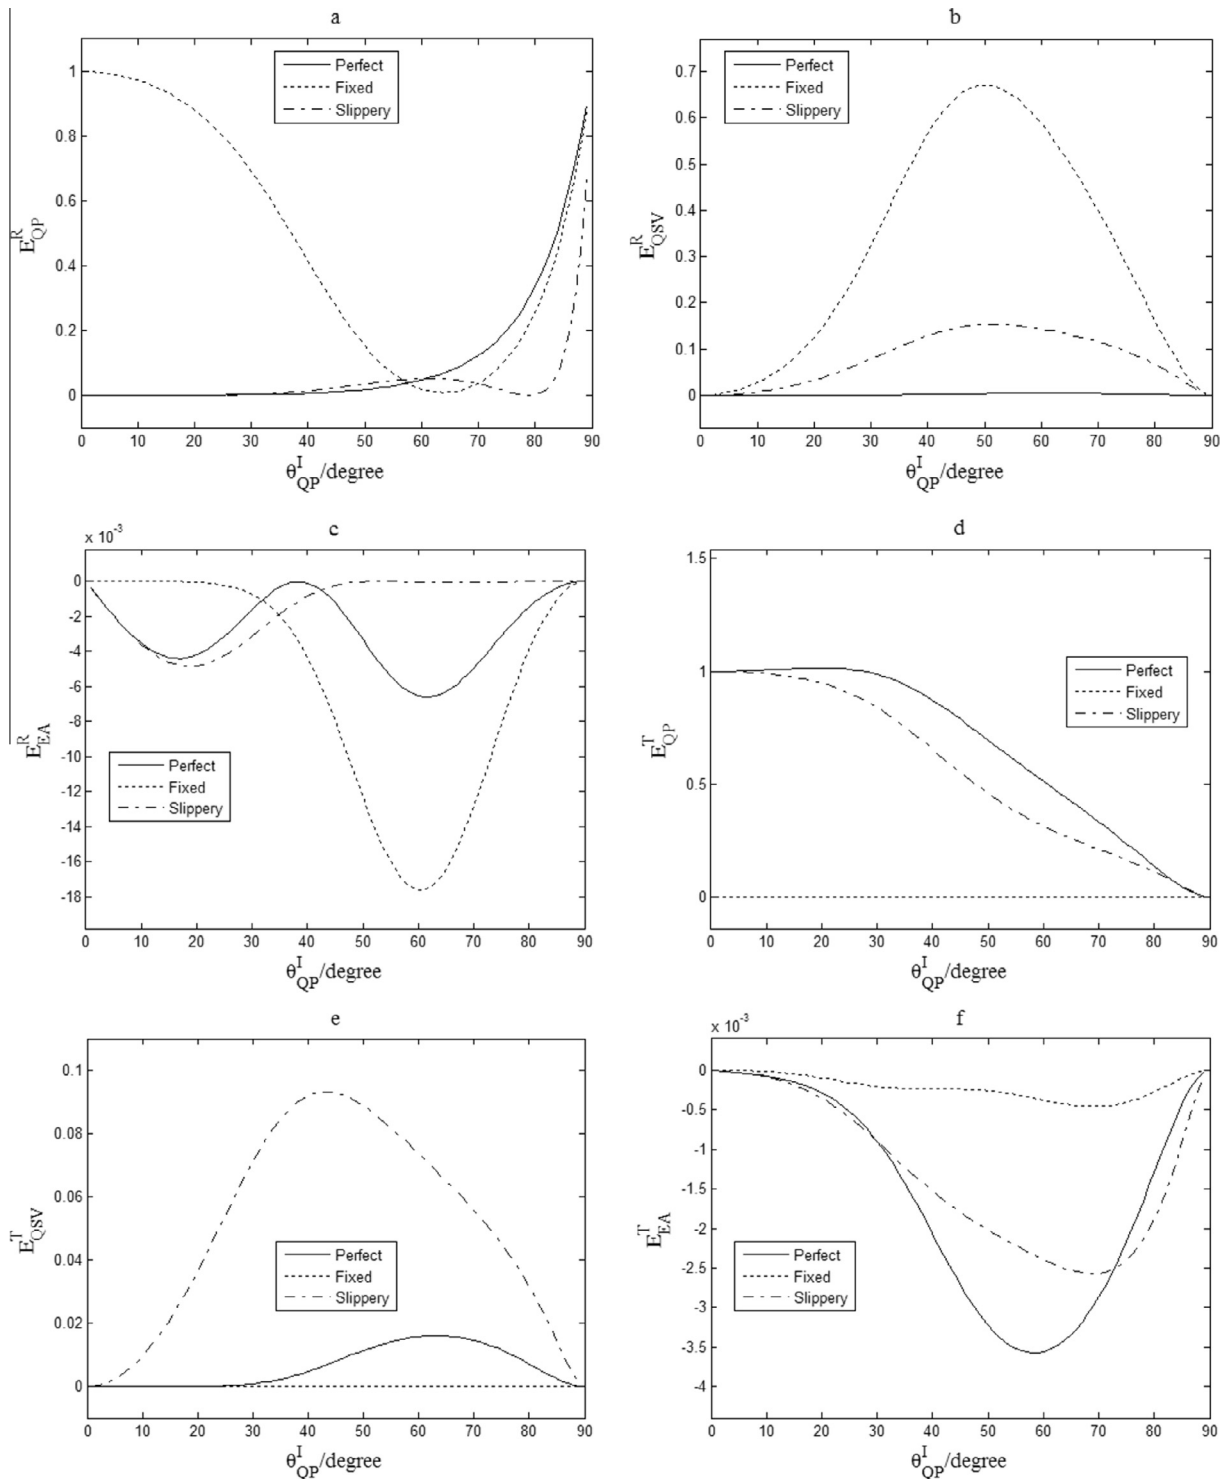 a
Perfect
Fixed
Slippery
1
0.8
0.6
0.4
0.2
0
E^R_QP
0 10 20 30 40 50 60 70 80 90
θ^I_QP/degree
b
Perfect
Fixed
Slippery
0.7
0.6
0.5
0.4
0.3
0.2
0.1
0
E^R_QSV
0 10 20 30 40 50 60 70 80 90
θ^I_QP/degree
c
x 10^-3
0
-2
-4
-6
-8
-10
-12
-14
-16
-18
E^R_EA
Perfect
Fixed
Slippery
0 10 20 30 40 50 60 70 80 90
θ^I_QP/degree
d
1.5
1
0.5
0
E^T_QP
Perfect
Fixed
Slippery
0 10 20 30 40 50 60 70 80 90
θ^I_QP/degree
e
0.1
0.08
0.06
0.04
0.02
0
E^T_QSV
Perfect
Fixed
Slippery
0 10 20 30 40 50 60 70 80 90
θ^I_QP/degree
f
x 10^-3
0
-0.5
-1
-1.5
-2
-2.5
-3
-3.5
-4
E^T_EA
Perfect
Fixed
Slippery
0 10 20 30 40 50 60 70 80 90
θ^I_QP/degree